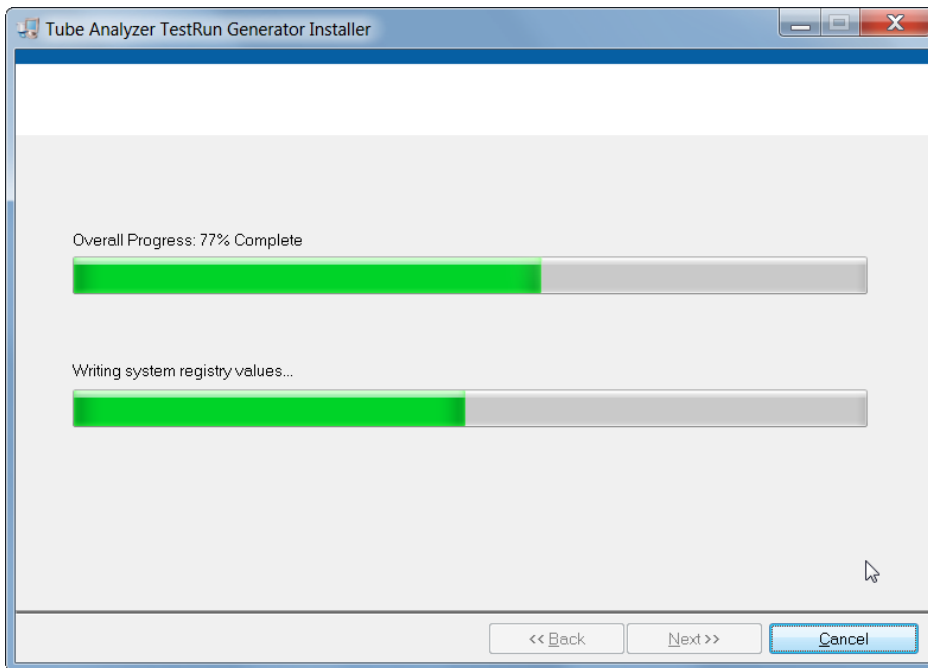 Tube Analyzer TestRun Generator Installer
Overall Progress: 77% Complete
Writing system registry values...
<< Back
Next >>
Cancel